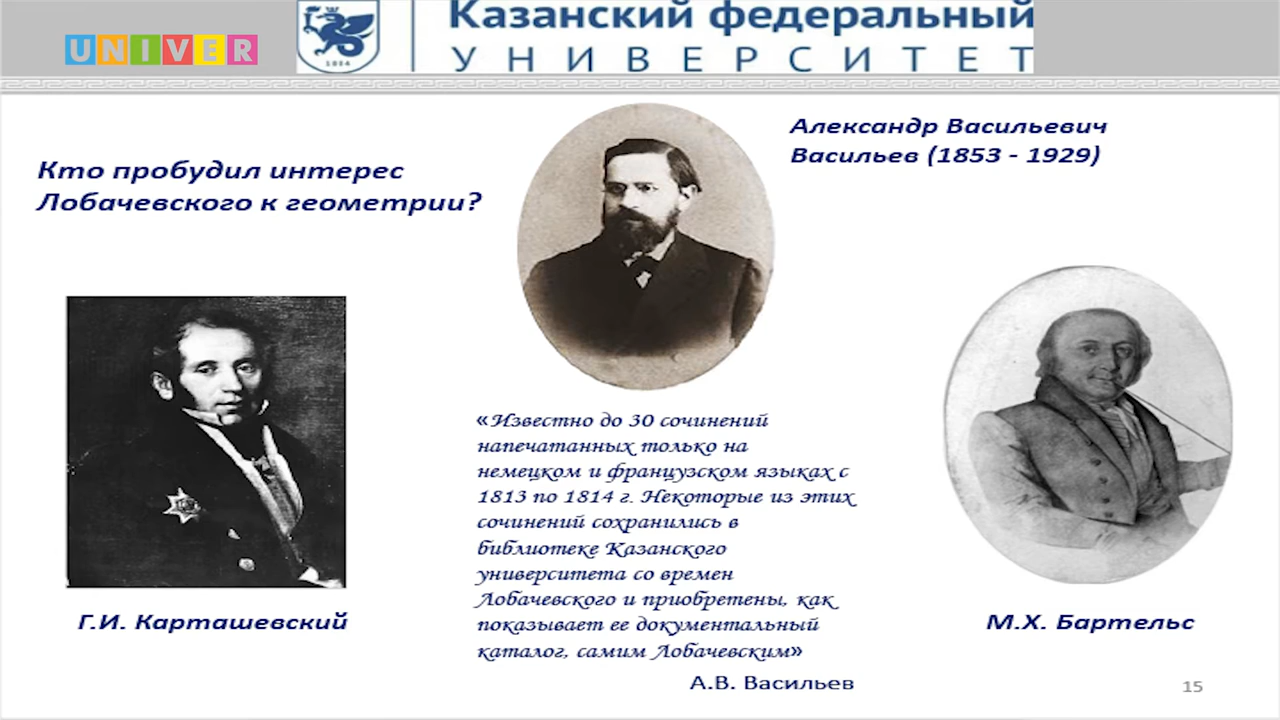 UNIVER
Казанский федеральный
УНИВЕРСИТЕТ
1804
Кто пробудил интерес
Лобачевского к геометрии?
Александр Васильевич
Васильев (1853 - 1929)
«Известно до 30 сочинений
напечатанных только на
немецком и французском языках с
1813 по 1814 г. Некоторые из этих
сочинений сохранились в
библиотеке Казанского
университета со времен
Лобачевского и приобретены, как
показывает ее документальный
каталог, самим Лобачевским»
А.В. Васильев
Г.И. Карташевский
М.Х. Бартельс
15